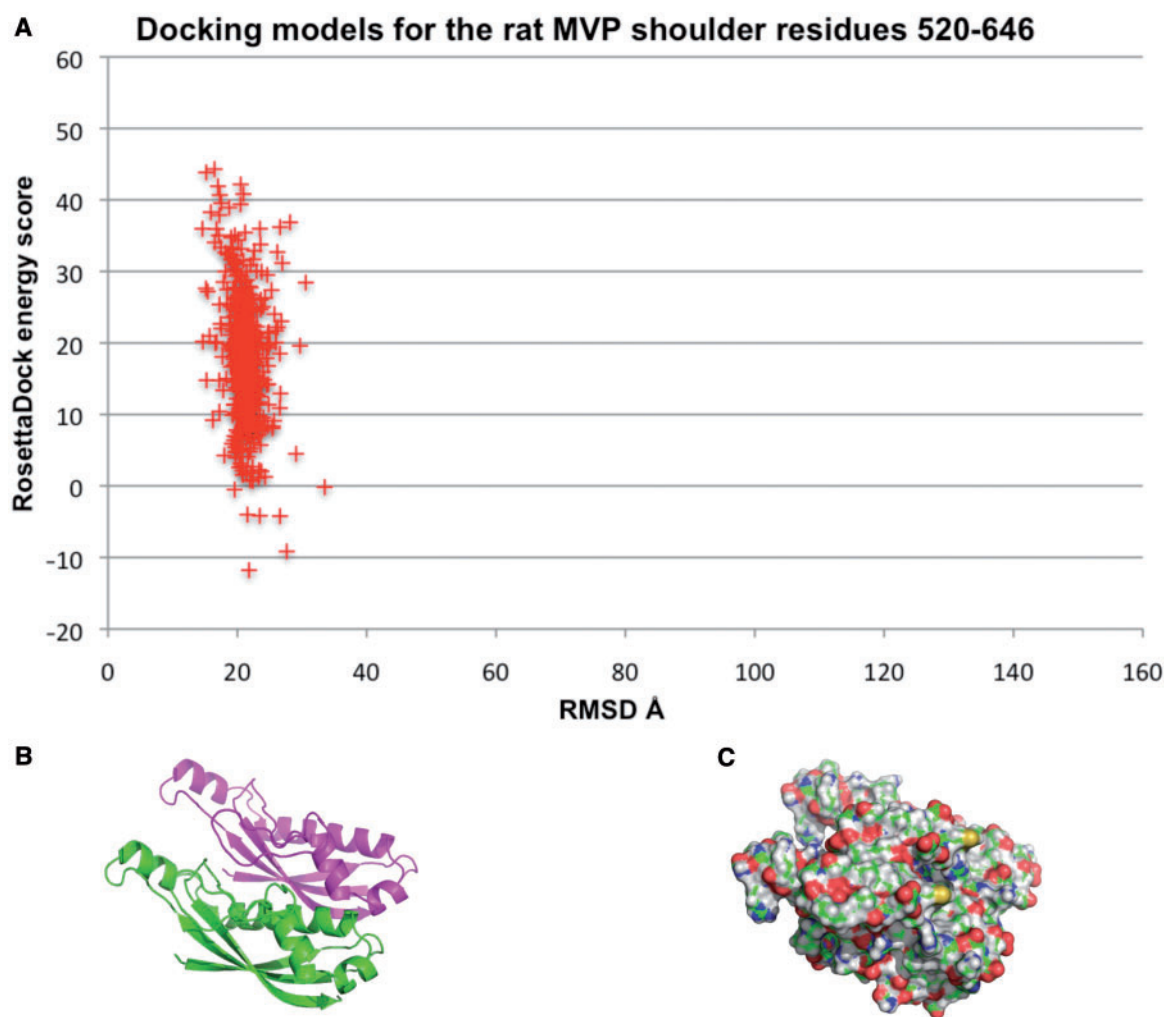 A
Docking models for the rat MVP shoulder residues 520-646
60
50
40
30
20
10
0
-10
-20
RosettaDock energy score
0 20 40 60 80 100 120 140 160
RMSD Å
B
C